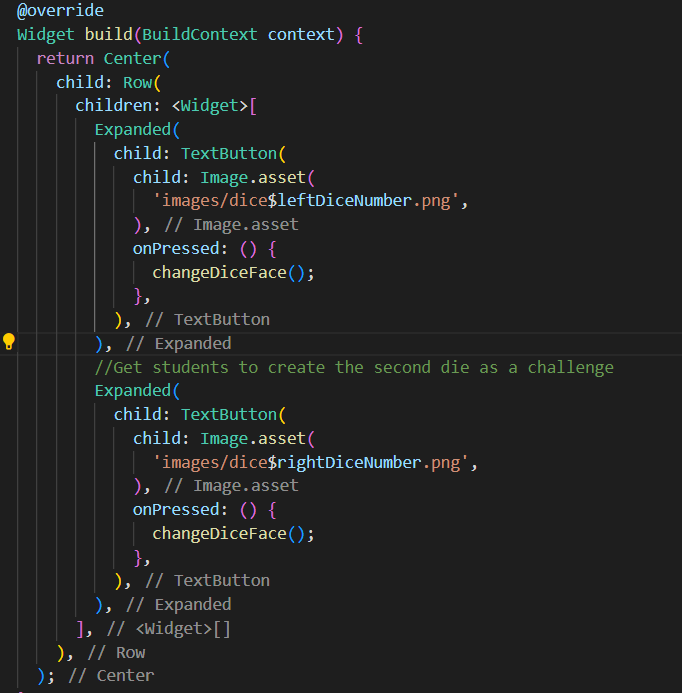 @override
Widget build(BuildContext context) {
return Center(
child: Row(
children: <Widget>[
Expanded(
child: TextButton(
child: Image.asset(
'images/dice$leftDiceNumber.png',
), // Image.asset
onPressed: () {
changeDiceFace();
},
), // TextButton
), // Expanded
//Get students to create the second die as a challenge
Expanded(
child: TextButton(
child: Image.asset(
'images/dice$rightDiceNumber.png',
), // Image.asset
onPressed: () {
changeDiceFace();
},
), // TextButton
), // Expanded
], // <Widget>[]
), // Row
); // Center